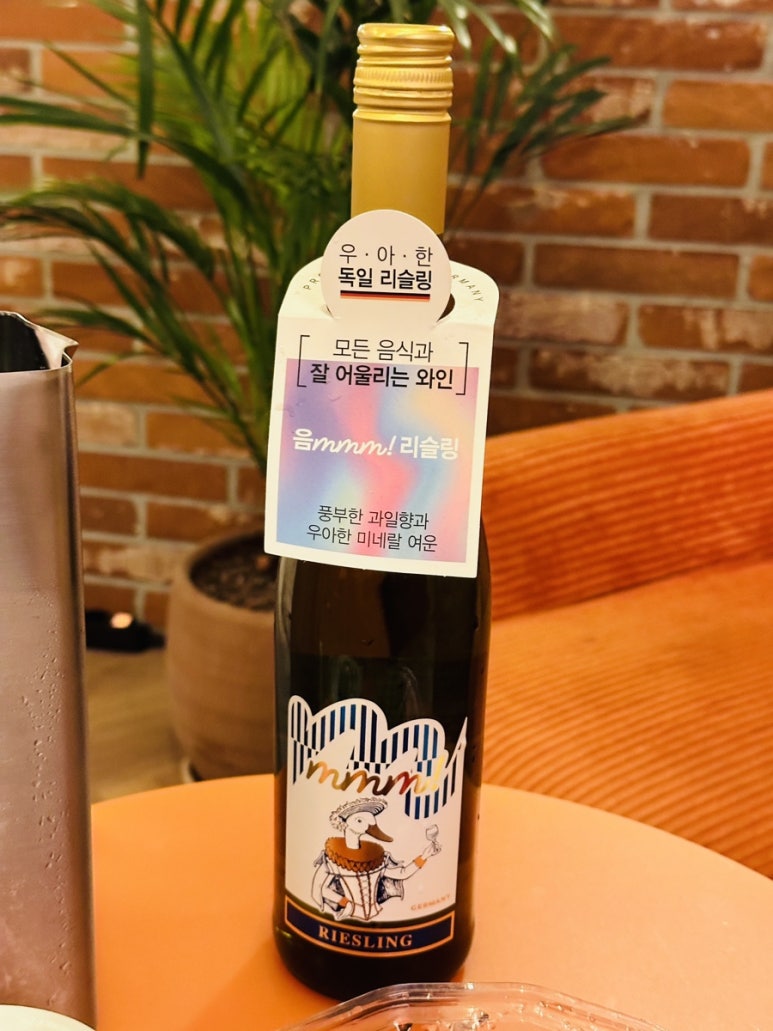 우·아·한
독일 리슬링
모든 음식과
잘 어울리는 와인
음mmm! 리슬링
풍부한 과일향과
우아한 미네랄 여운
mmm!
GERMANY
RIESLING